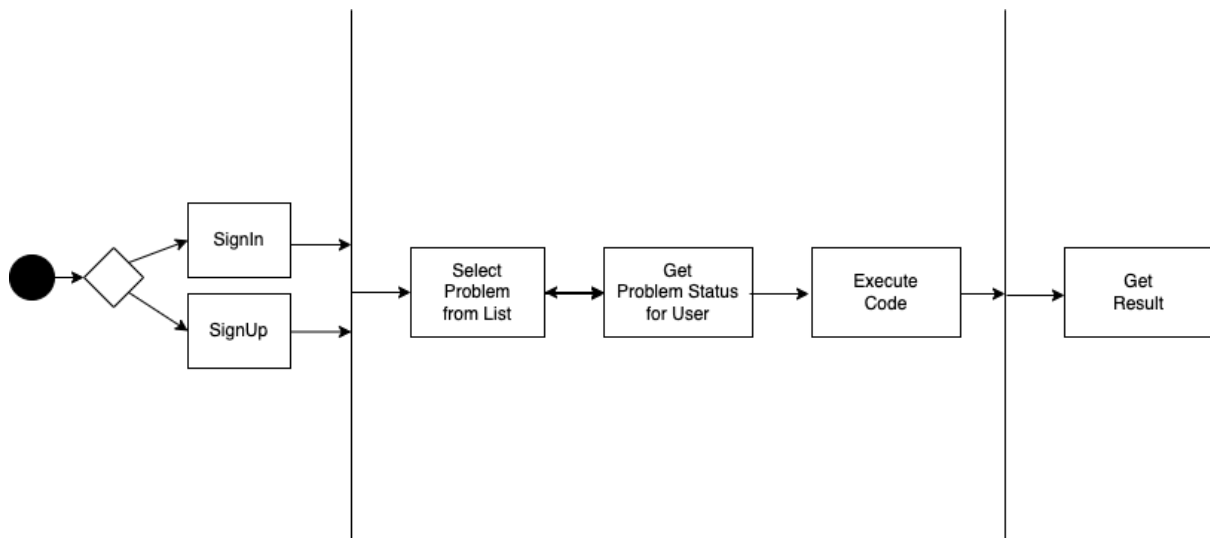 SignIn
SignUp
Select
Problem
from List
Get
Problem Status
for User
Execute
Code
Get
Result